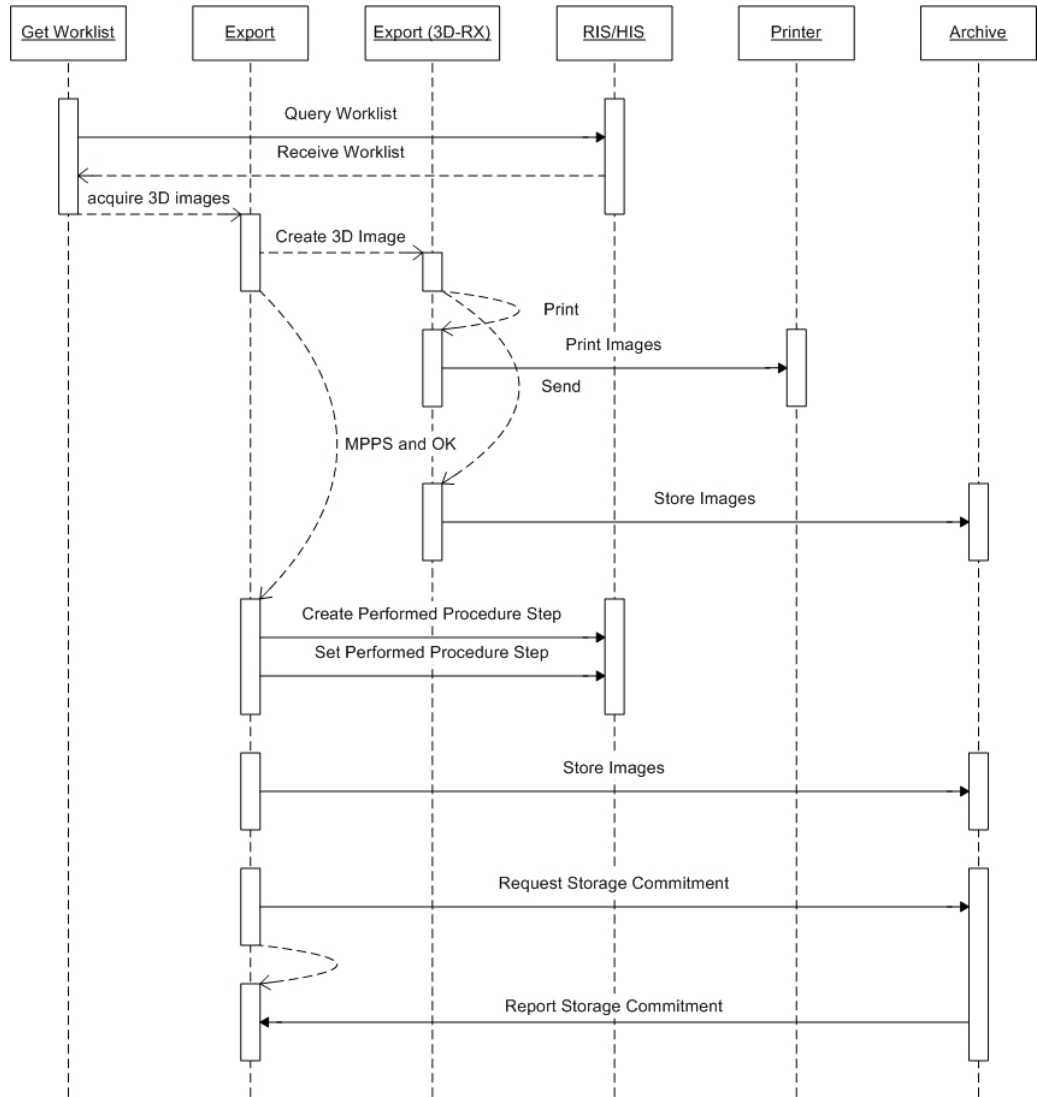 Get Worklist
Export
Export (3D-RX)
RIS/HIS
Printer
Archive
Query Worklist
Receive Worklist
acquire 3D images
Create 3D Image
Print
Print Images
Send
MPPS and OK
Store Images
Create Performed Procedure Step
Set Performed Procedure Step
Store Images
Request Storage Commitment
Report Storage Commitment